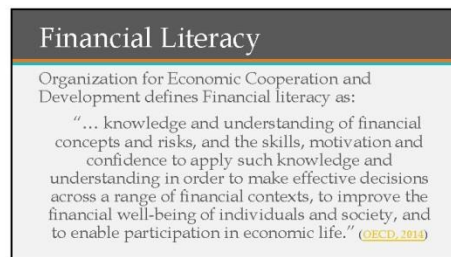 Financial Literacy
Organization for Economic Cooperation and
Development defines Financial literacy as:
“… knowledge and understanding of financial
concepts and risks, and the skills, motivation and
confidence to apply such knowledge and
understanding in order to make effective decisions
across a range of financial contexts, to improve the
financial well-being of individuals and society, and
to enable participation in economic life.” (OECD, 2014)